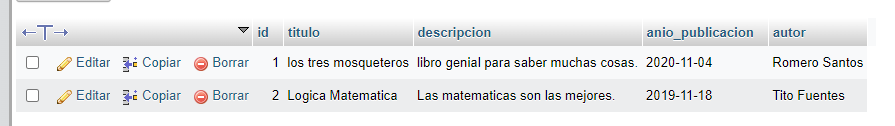 id titulo descripcion anio_publicacion autor
Editar Copiar Borrar 1 los tres mosqueteros libro genial para saber muchas cosas. 2020-11-04 Romero Santos
Editar Copiar Borrar 2 Logica Matematica Las matematicas son las mejores. 2019-11-18 Tito Fuentes